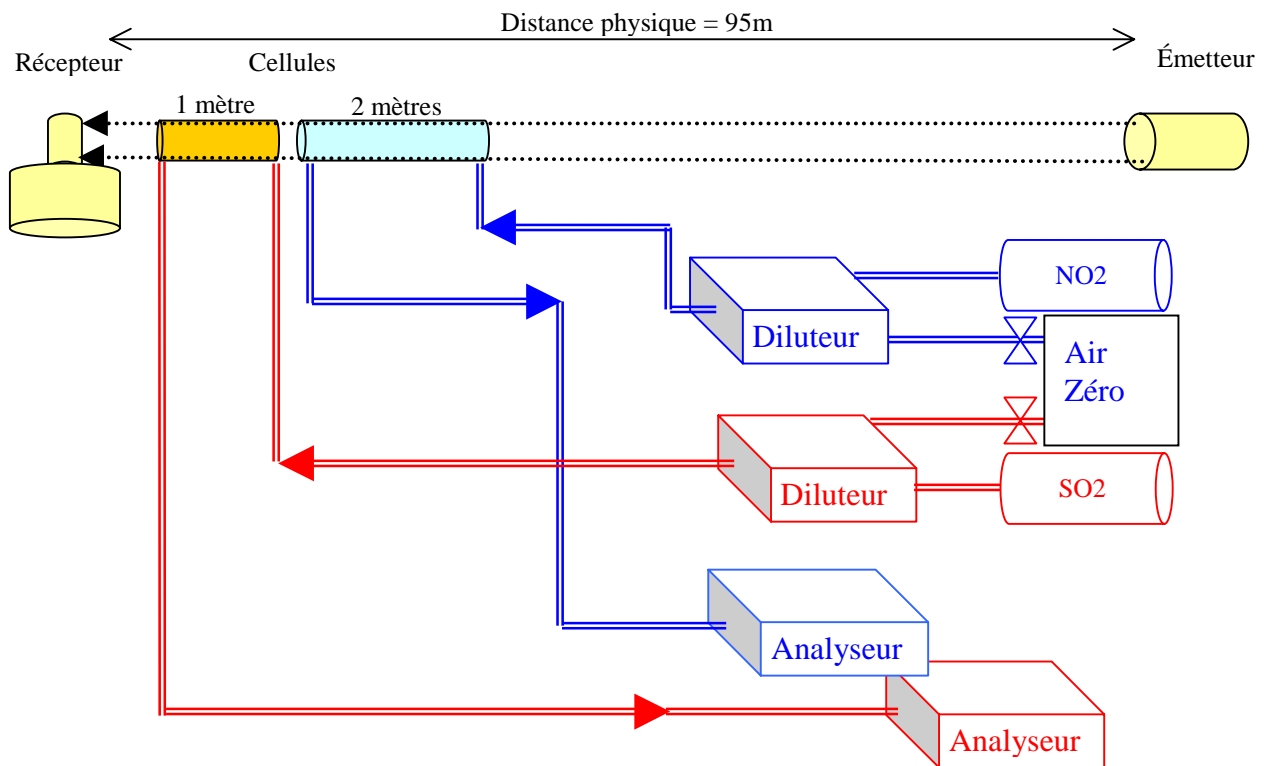 Distance physique = 95m
Récepteur
Cellules
Émetteur
1 mètre
2 mètres
NO2
Diluteur
Air
Zéro
Diluteur
SO2
Analyseur
Analyseur